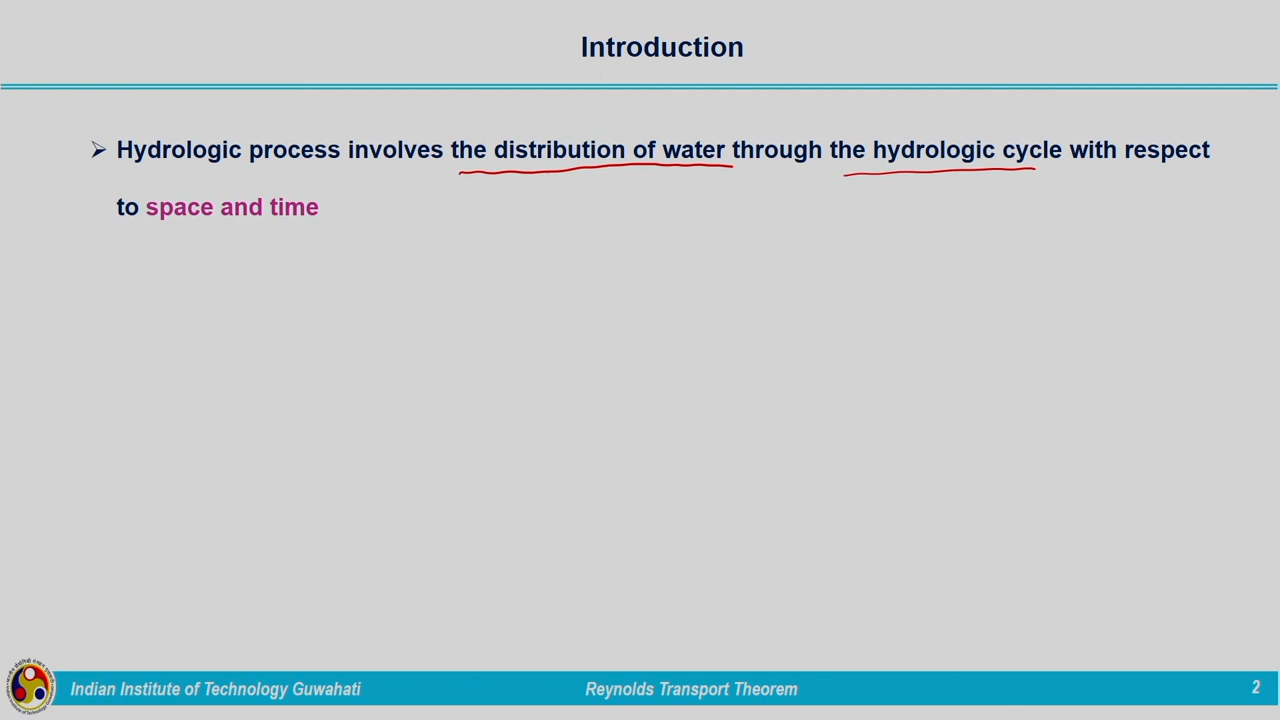 Introduction
➢ Hydrologic process involves the distribution of water through the hydrologic cycle with respect
to space and time
Indian Institute of Technology Guwahati
Reynolds Transport Theorem
2